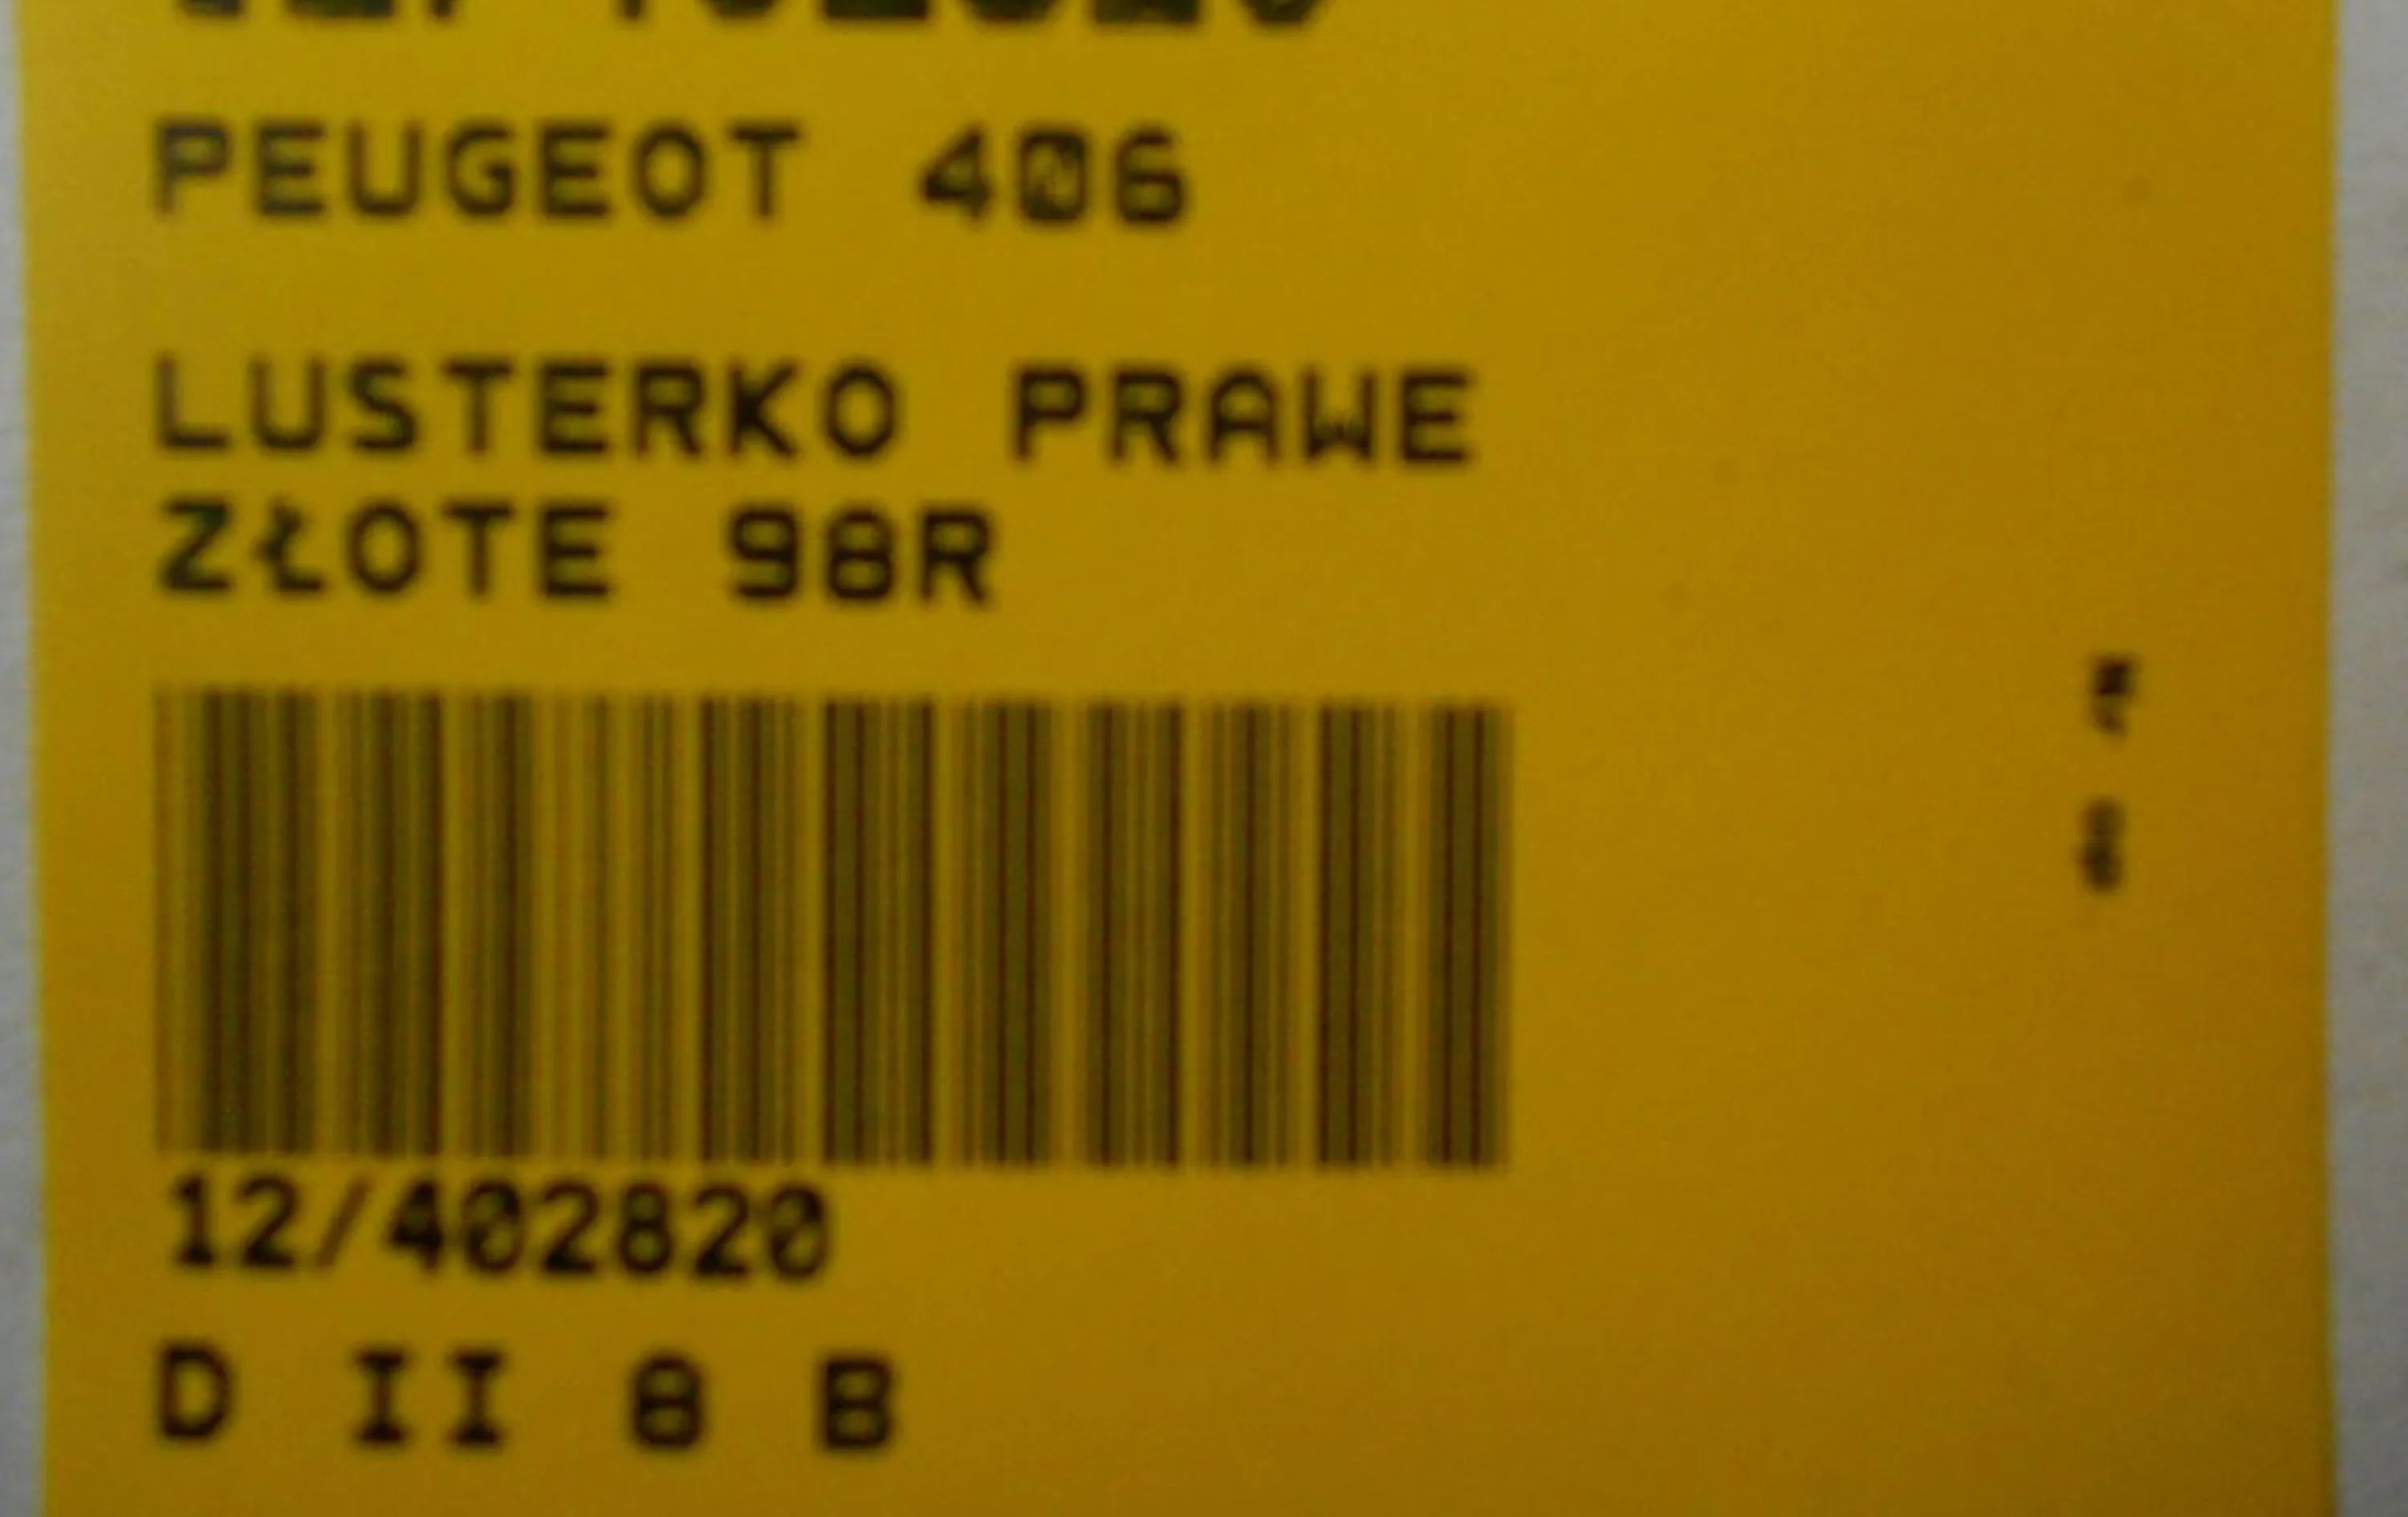 PEUGEOT 406
LUSTERKO PRAWE
ZŁOTE 98R
12/402820
D II 8 B